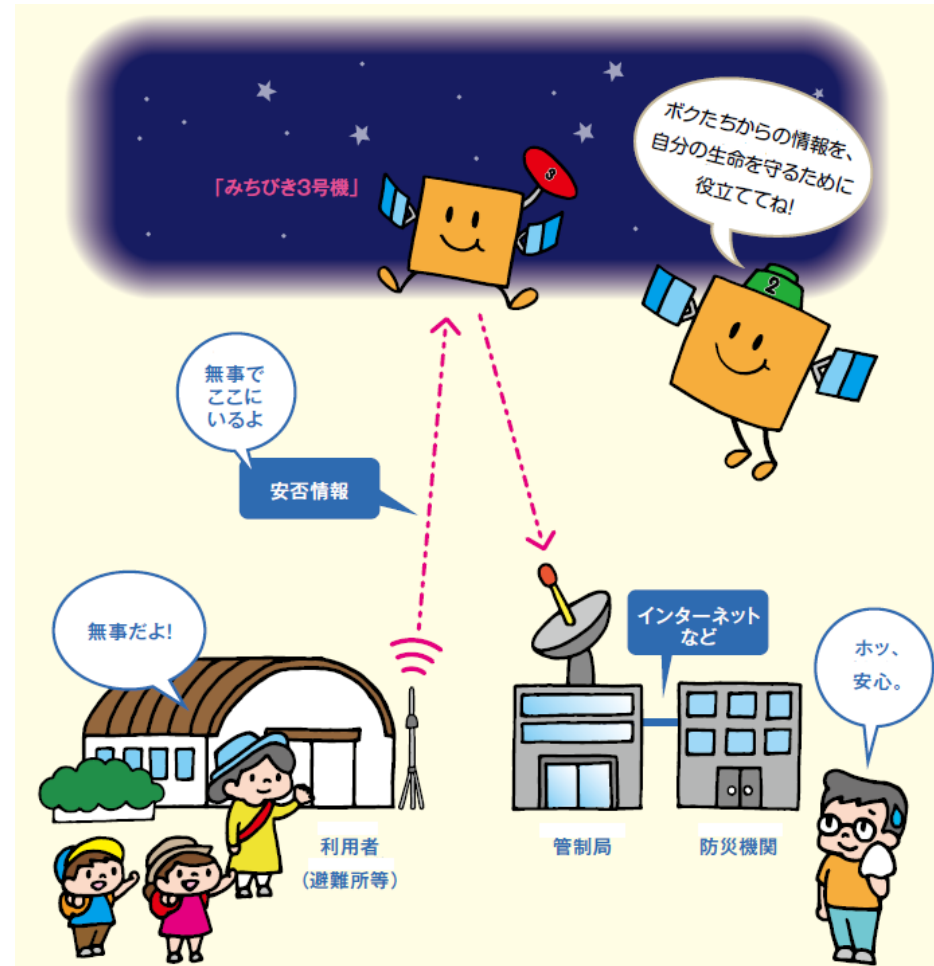 ボクたちからの情報を、
自分の生命を守るために
役立ててね!
「みちびき3号機」
3
2
無事で
ここに
いるよ
安否情報
無事だよ!
インターネット
など
ホッ、
安心。
利用者
(避難所等)
管制局
防災機関